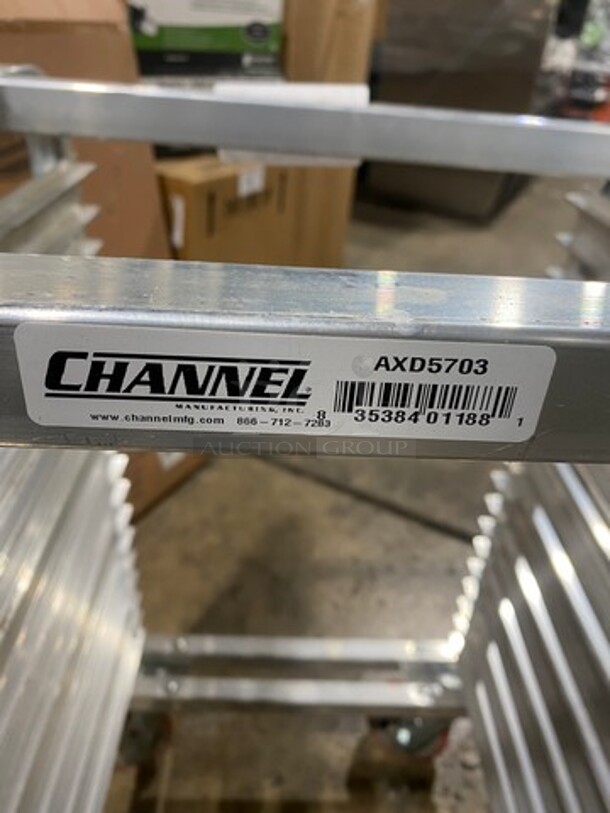 CHANNEL
MANUFACTURING, INC.
www.channelmfg.com 866-712-7283
AXD5703
8 35384 01188 1
AUCTION GROUP